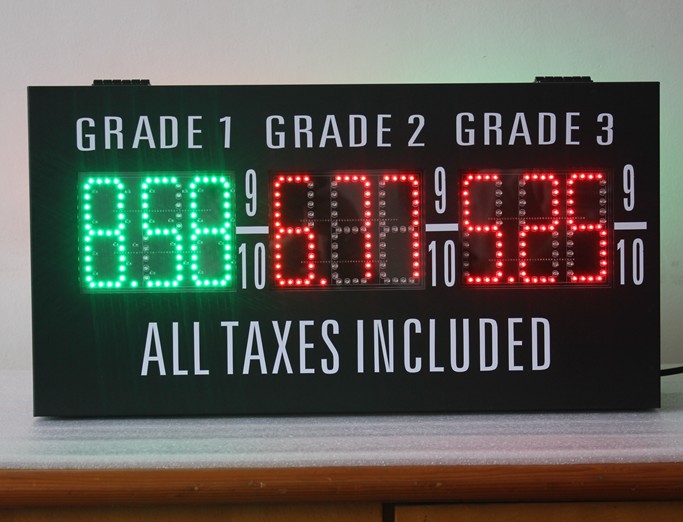 GRADE 1 GRADE 2 GRADE 3
8.58 9/10 6.77 9/10 5.25 9/10
ALL TAXES INCLUDED